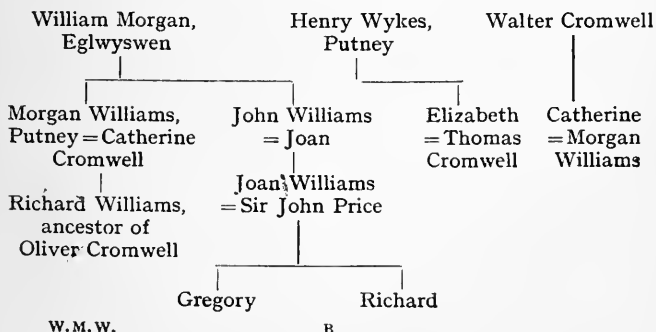 William Morgan,
Eglwyswen
Henry Wykes,
Putney
Walter Cromwell
Morgan Williams,
Putney=Catherine
Cromwell
John Williams
=Joan
Elizabeth
=Thomas
Cromwell
Catherine
=Morgan
Williams
Richard Williams,
ancestor of
Oliver Cromwell
Joan Williams
=Sir John Price
Gregory
Richard
W.M.W.
B